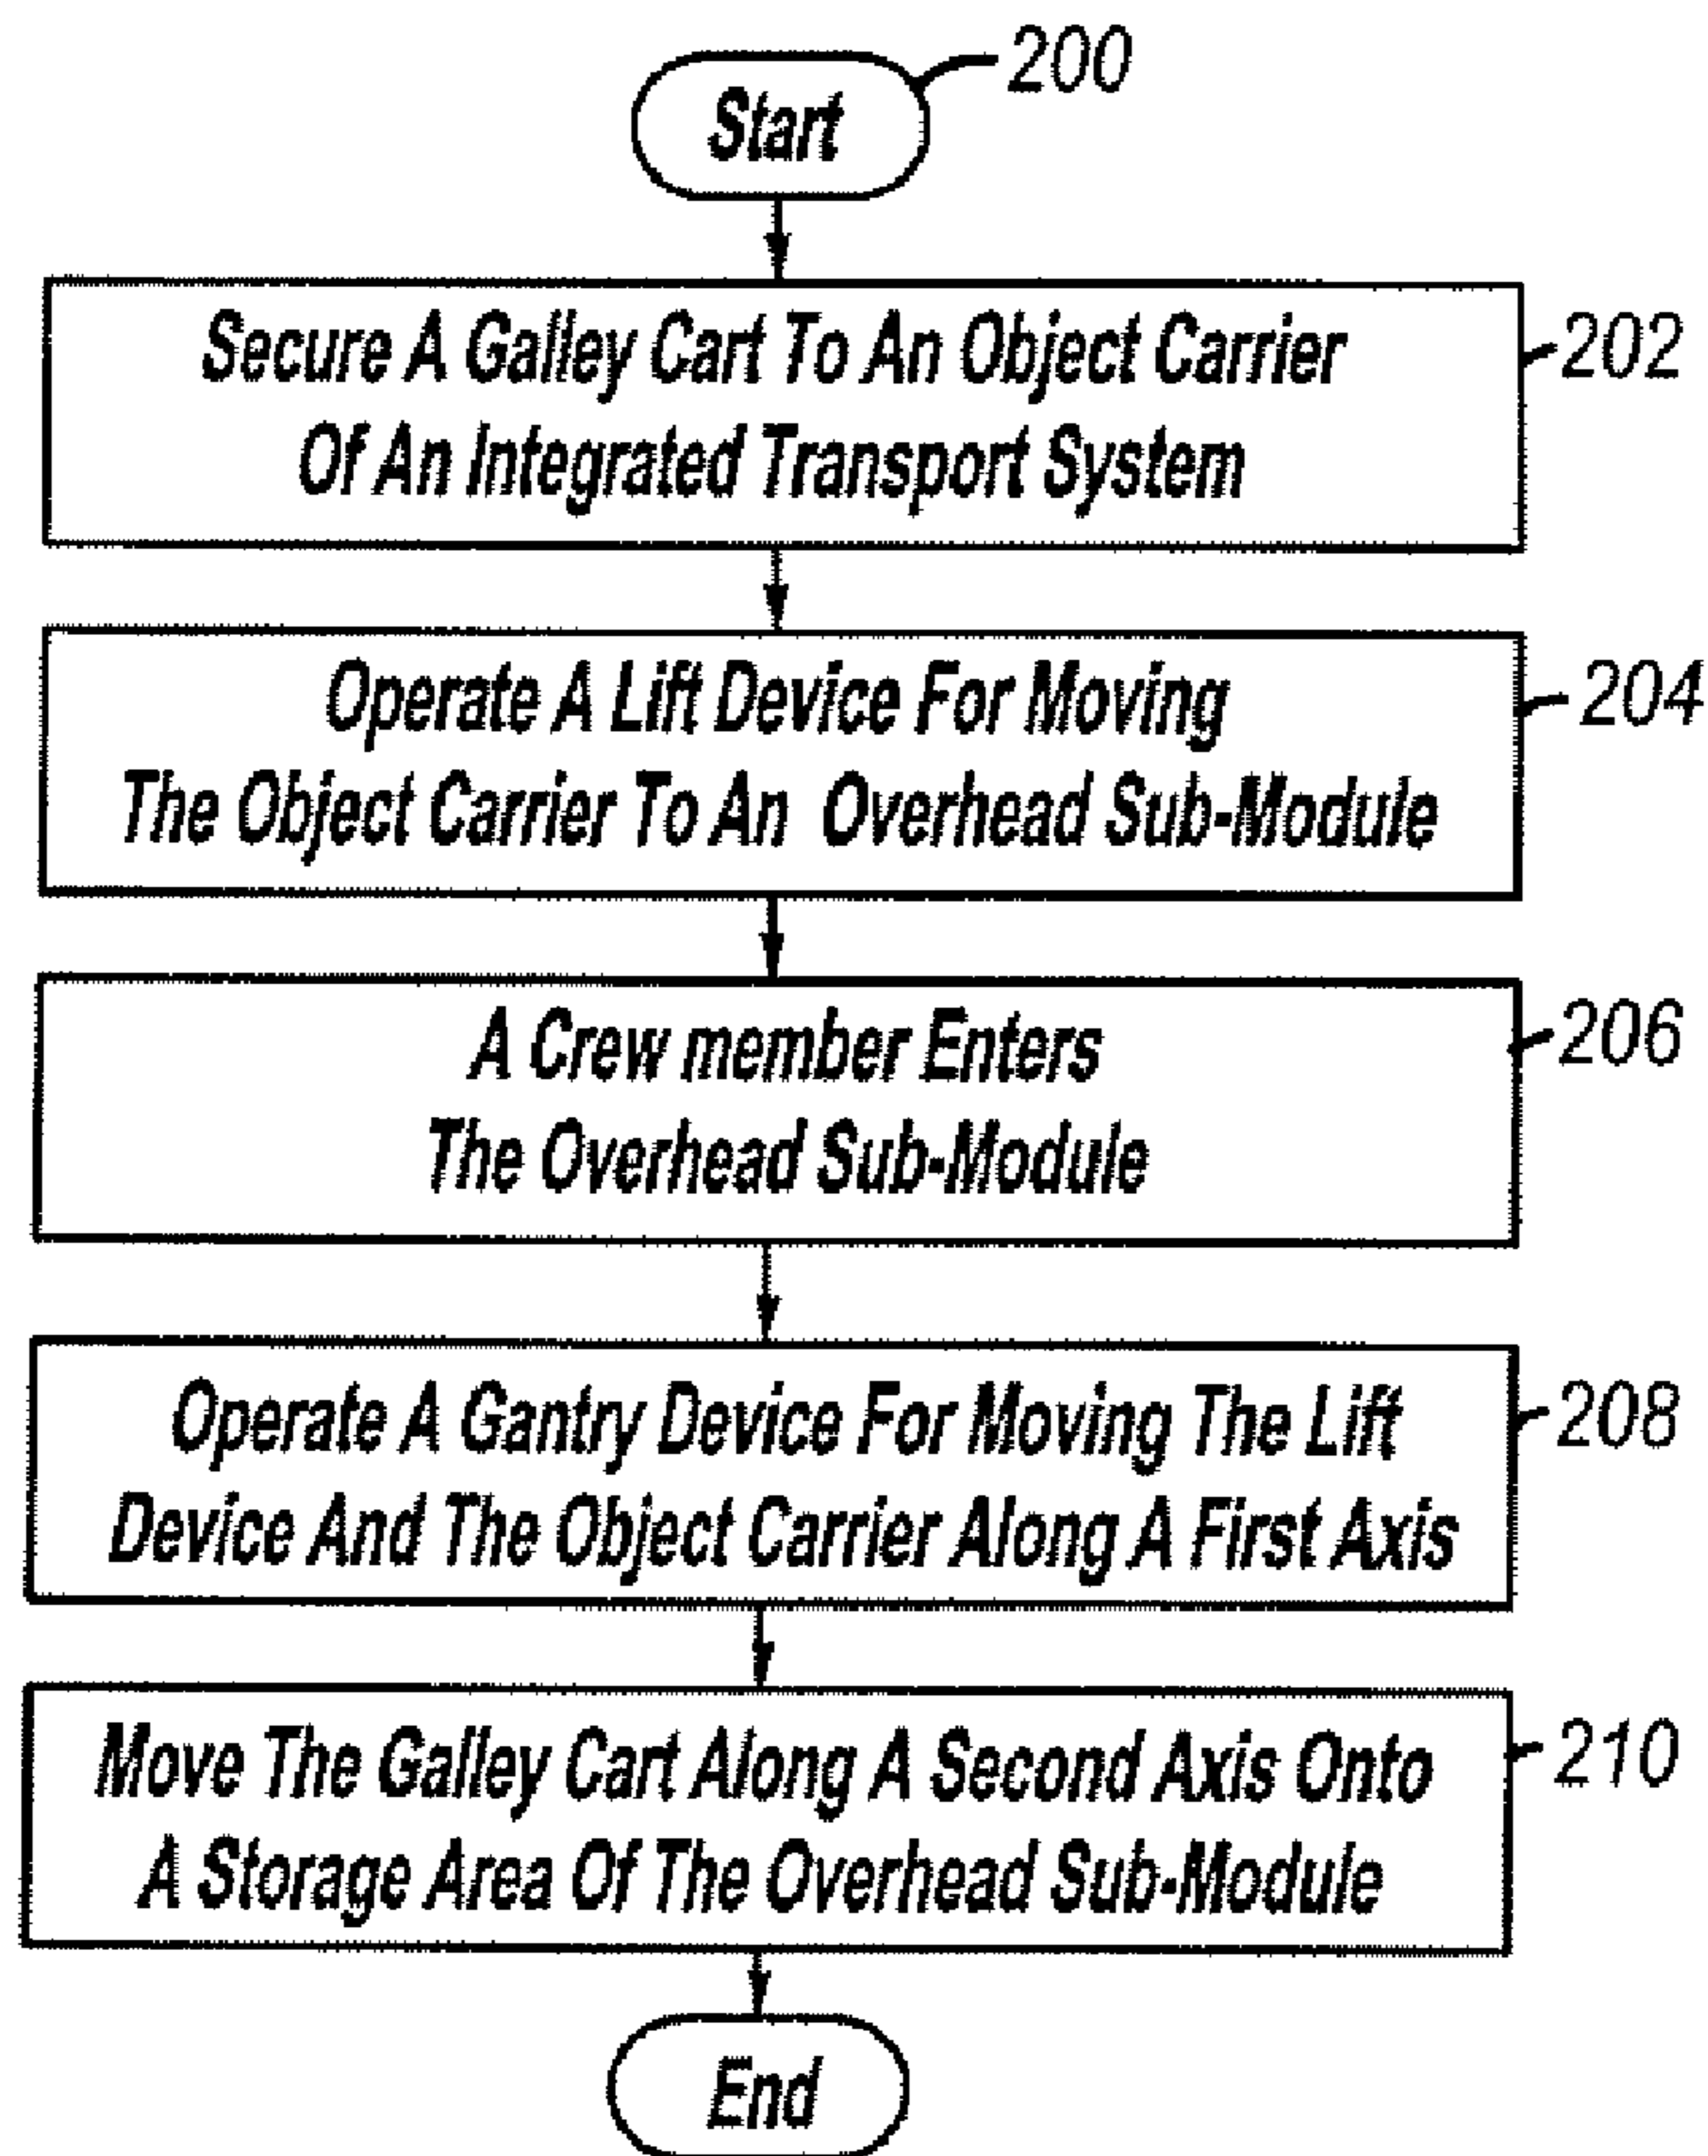 Start
200
Secure A Galley Cart To An Object Carrier
Of An Integrated Transport System
202
Operate A Lift Device For Moving
The Object Carrier To An Overhead Sub-Module
204
A Crew member Enters
The Overhead Sub-Module
206
Operate A Gantry Device For Moving The Lift
Device And The Object Carrier Along A First Axis
208
Move The Galley Cart Along A Second Axis Onto
A Storage Area Of The Overhead Sub-Module
210
End